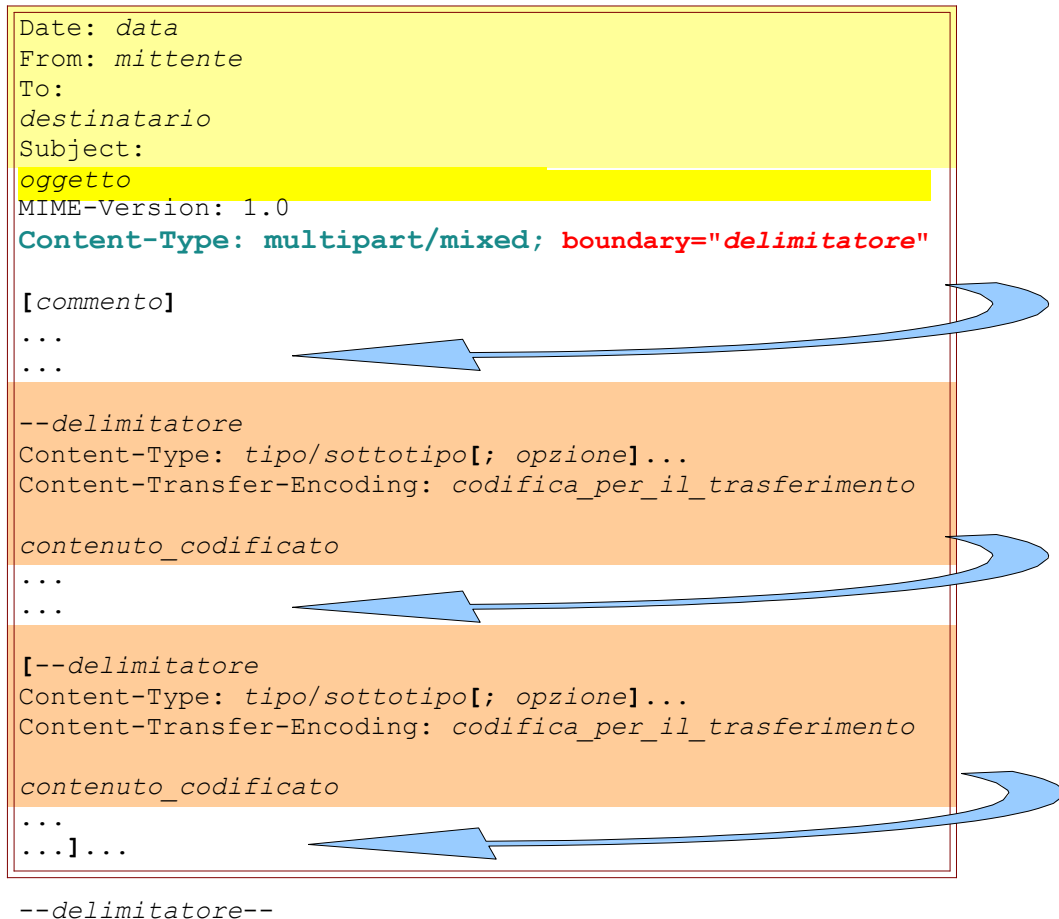 Date: data
From: mittente
To:
destinatario
Subject:
oggetto
MIME-Version: 1.0
Content-Type: multipart/mixed; boundary="delimitatore"
[commento]
...
...
--delimitatore
Content-Type: tipo/sottotipo[; opzione]...
Content-Transfer-Encoding: codifica_per_il_trasferimento
contenuto_codificato
...
...
[--delimitatore
Content-Type: tipo/sottotipo[; opzione]...
Content-Transfer-Encoding: codifica_per_il_trasferimento
contenuto_codificato
...
...]...
--delimitatore--